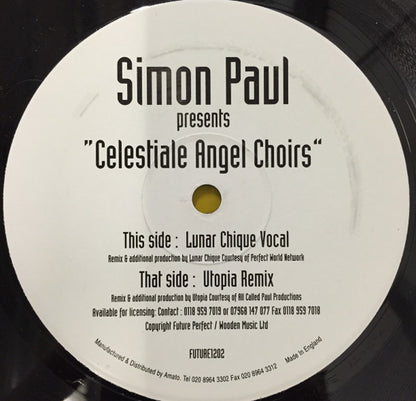 Simon Paul
presents
"Celestiale Angel Choirs"
This side : Lunar Chique Vocal
Remix & additional production by Lunar Chique Courtesy of Perfect World Network
That side : Utopia Remix
Remix & additional production by Utopia Courtesy of All Called Paul Productions
Available for licensing: Contact : 0118 959 7019 or 07968 147 077 Fax 0118 959 7018
Copyright Future Perfect / Wooden Music Ltd
FUTURE1202
Manufactured & Distributed by Amato. Tel 020 8964 3302 Fax 020 8964 3312 Made In England